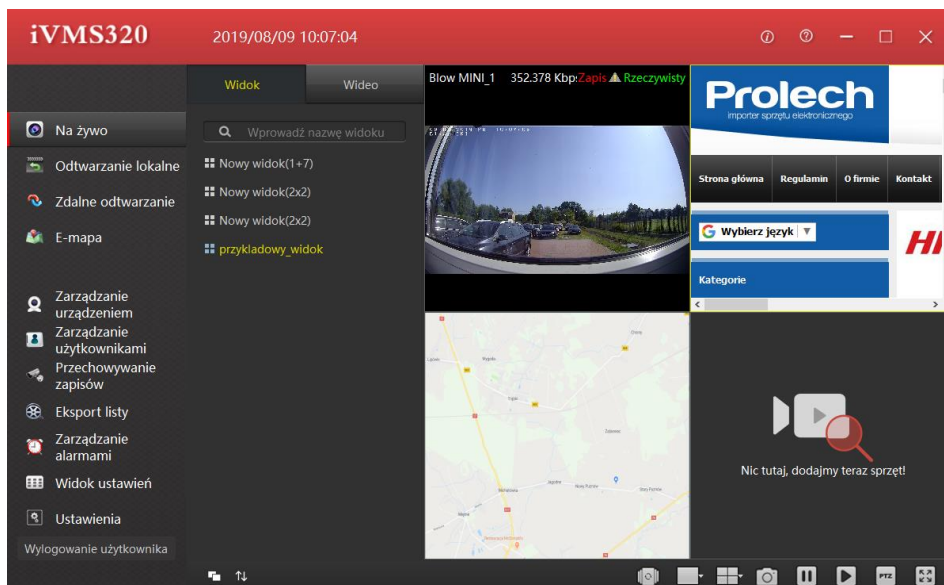 iVMS320
2019/08/09 10:07:04
Na żywo
Odtwarzanie lokalne
Zdalne odtwarzanie
E-mapa
Zarządzanie
urządzeniem
Zarządzanie
użytkownikami
Przechowywanie
zapisów
Eksport listy
Zarządzanie
alarmami
Widok ustawień
Ustawienia
Wylogowanie użytkownika
Widok
Wideo
Wprowadź nazwę widoku
Nowy widok(1+7)
Nowy widok(2x2)
Nowy widok(2x2)
przykladowy_widok
Blow MINI_1 352.378 Kbp:Zapis Rzeczywisty
Prolech
importer sprzętu elektronicznego
Strona główna Regulamin O firmie Kontakt
Wybierz język
HI
Kategorie
Nic tutaj, dodajmy teraz sprzęt!
PTZ